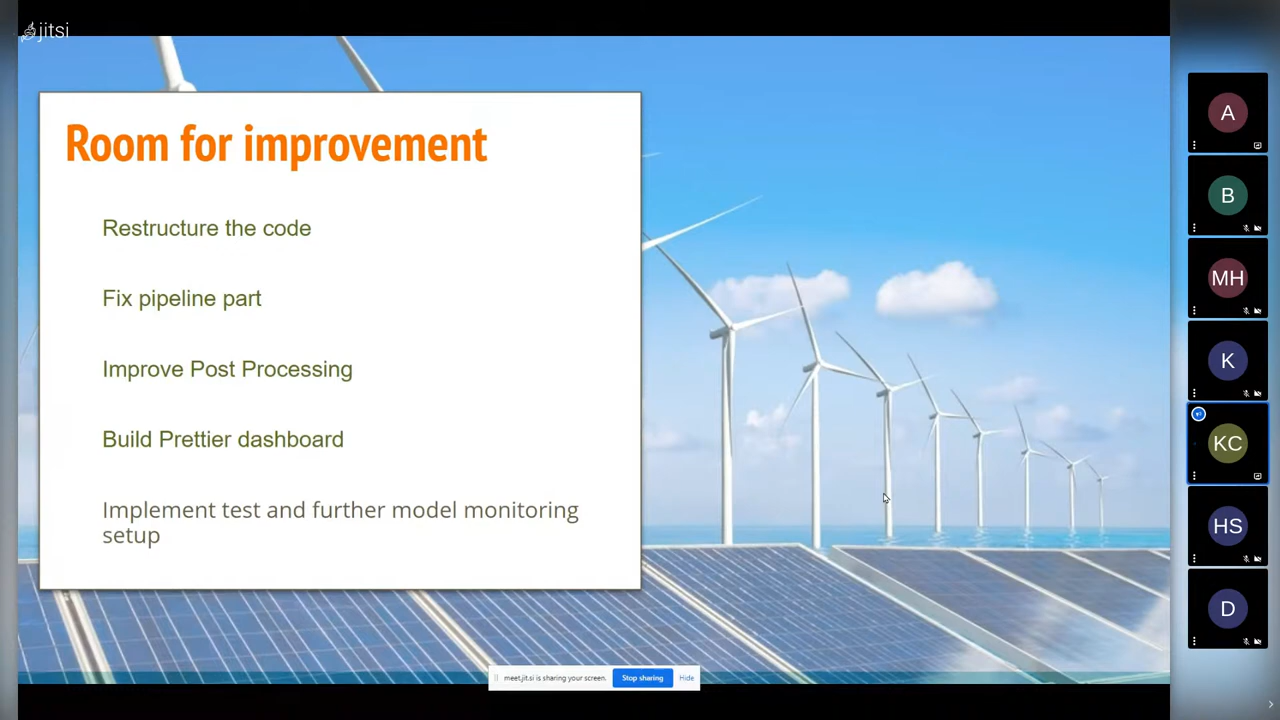 jitsi
Room for improvement
Restructure the code
Fix pipeline part
Improve Post Processing
Build Prettier dashboard
Implement test and further model monitoring
setup
meet.jit.si is sharing your screen.
Stop sharing
Hide
A
B
MH
K
KC
HS
D